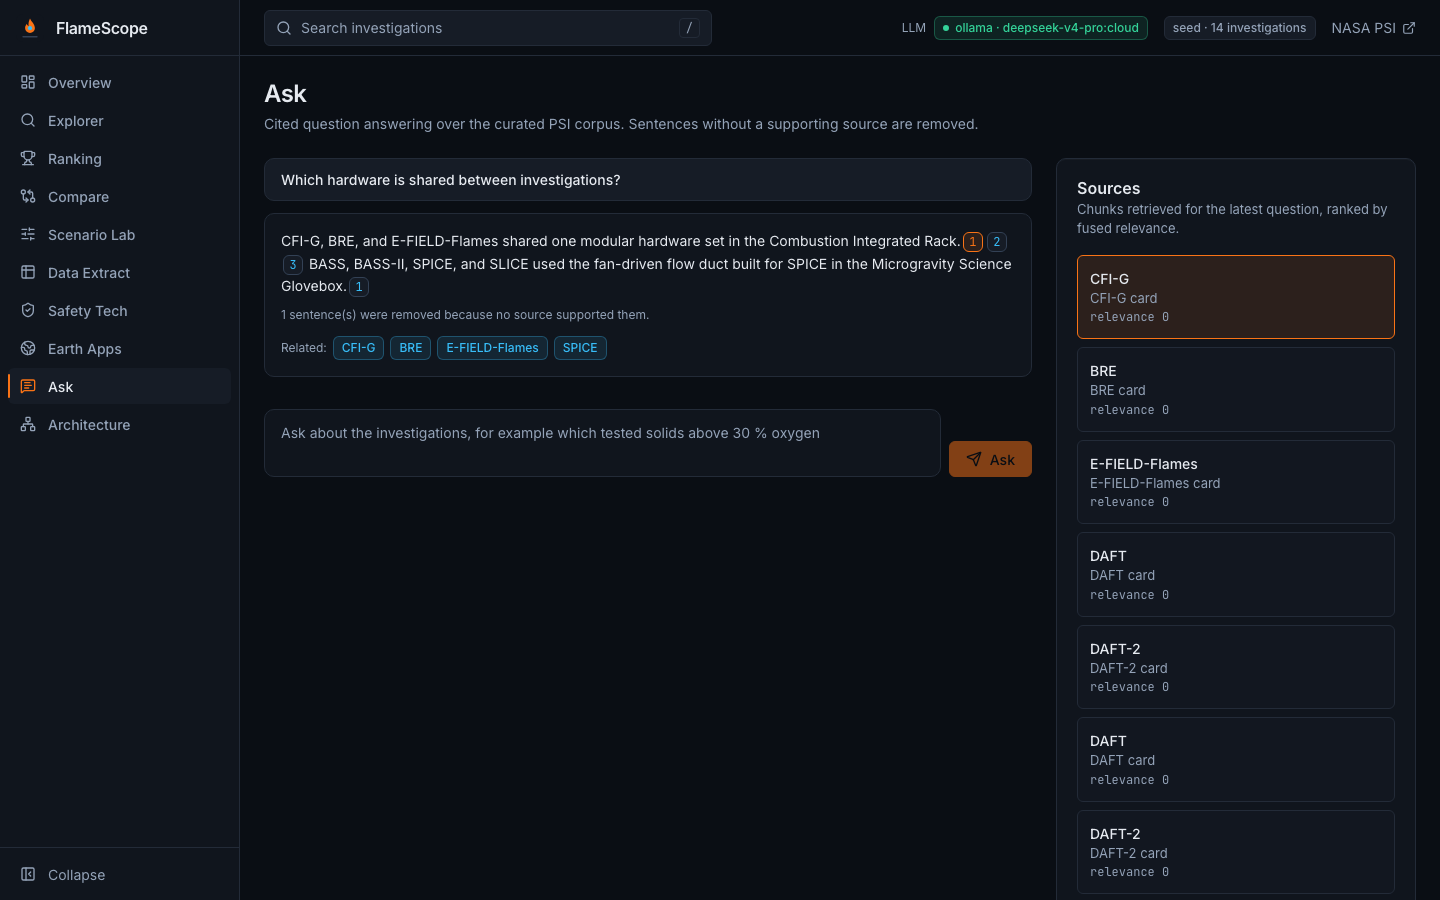 FlameScope
Search investigations
/
LLM
ollama · deepseek-v4-pro:cloud
seed · 14 investigations
NASA PSI
Overview
Explorer
Ranking
Compare
Scenario Lab
Data Extract
Safety Tech
Earth Apps
Ask
Architecture
Collapse
Ask
Cited question answering over the curated PSI corpus. Sentences without a supporting source are removed.
Which hardware is shared between investigations?
CFI-G, BRE, and E-FIELD-Flames shared one modular hardware set in the Combustion Integrated Rack. 1 2
3 BASS, BASS-II, SPICE, and SLICE used the fan-driven flow duct built for SPICE in the Microgravity Science
Glovebox. 1
1 sentence(s) were removed because no source supported them.
Related: CFI-G BRE E-FIELD-Flames SPICE
Ask about the investigations, for example which tested solids above 30 % oxygen
Ask
Sources
Chunks retrieved for the latest question, ranked by
fused relevance.
CFI-G
CFI-G card
relevance 0
BRE
BRE card
relevance 0
E-FIELD-Flames
E-FIELD-Flames card
relevance 0
DAFT
DAFT card
relevance 0
DAFT-2
DAFT-2 card
relevance 0
DAFT
DAFT card
relevance 0
DAFT-2
DAFT-2 card
relevance 0